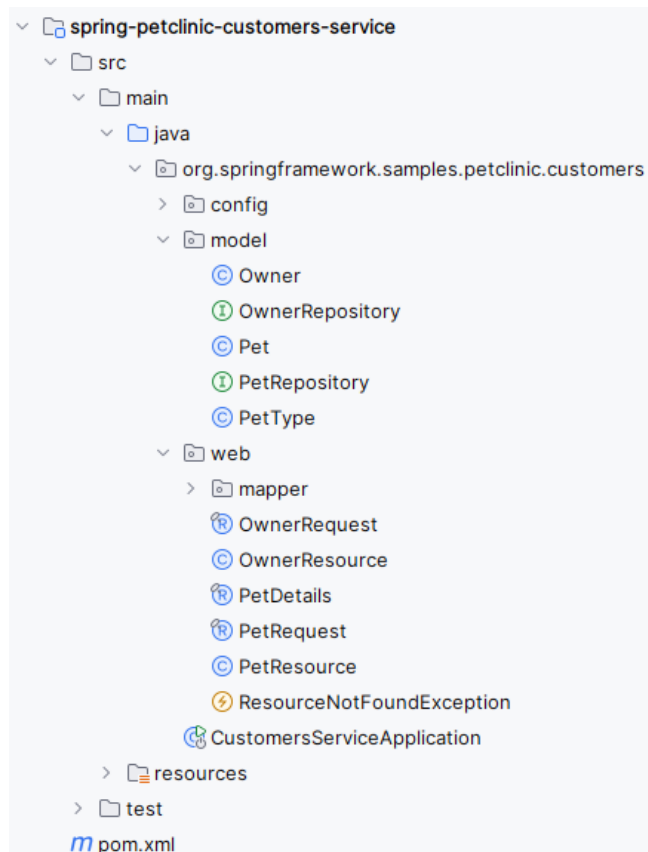 spring-petclinic-customers-service
src
main
java
org.springframework.samples.petclinic.customers
config
model
C Owner
I OwnerRepository
C Pet
I PetRepository
C PetType
web
mapper
R OwnerRequest
C OwnerResource
R PetDetails
R PetRequest
C PetResource
ResourceNotFoundException
C CustomersServiceApplication
resources
test
m pom.xml